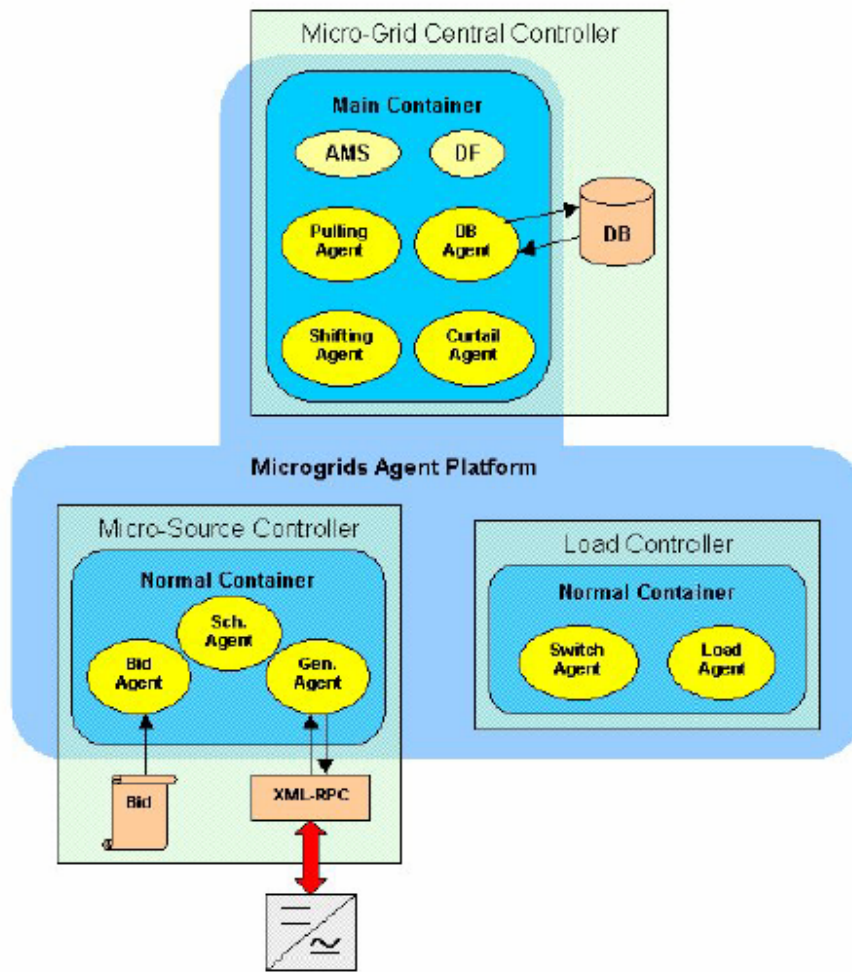 Micro-Grid Central Controller
Main Container
AMS
DF
Pulling
Agent
DB
Agent
DB
Shifting
Agent
Curtail
Agent
Microgrids Agent Platform
Micro-Source Controller
Normal Container
Sch.
Agent
Bid
Agent
Gen.
Agent
Bid
XML-RPC
Load Controller
Normal Container
Switch
Agent
Load
Agent